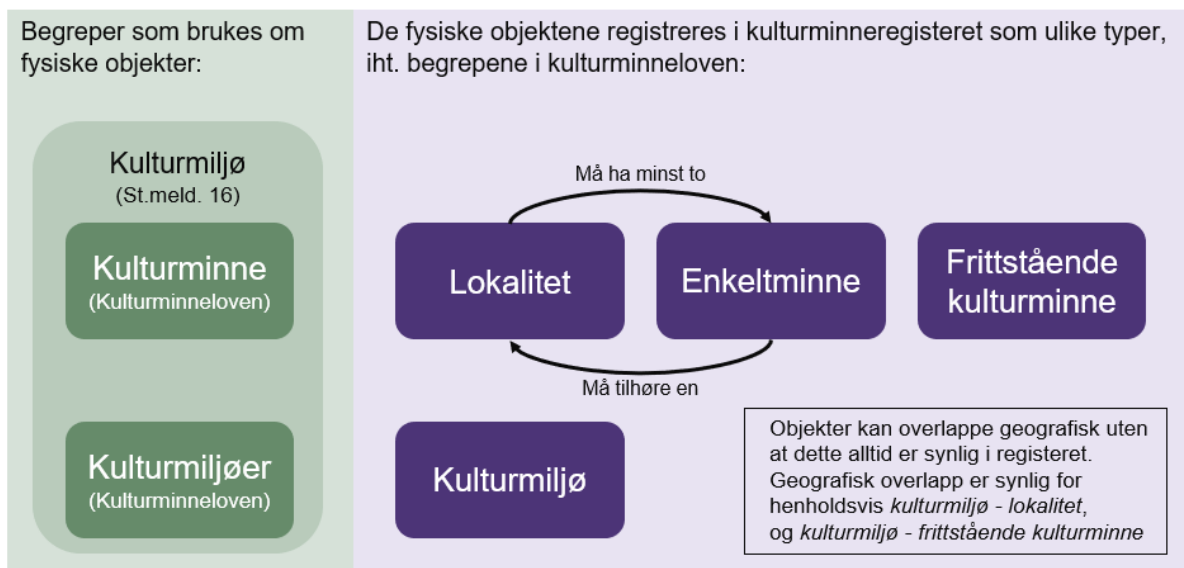 Begreper som brukes om
fysiske objekter:
De fysiske objektene registreres i kulturminneregisteret som ulike typer,
iht. begrepene i kulturminneloven:
Kulturmiljø
(St.meld. 16)
Kulturminne
(Kulturminneloven)
Kulturmiljøer
(Kulturminneloven)
Må ha minst to
Lokalitet
Enkeltminne
Frittstående
kulturminne
Må tilhøre en
Kulturmiljø
Objekter kan overlappe geografisk uten
at dette alltid er synlig i registeret.
Geografisk overlapp er synlig for
henholdsvis kulturmiljø - lokalitet,
og kulturmiljø - frittstående kulturminne